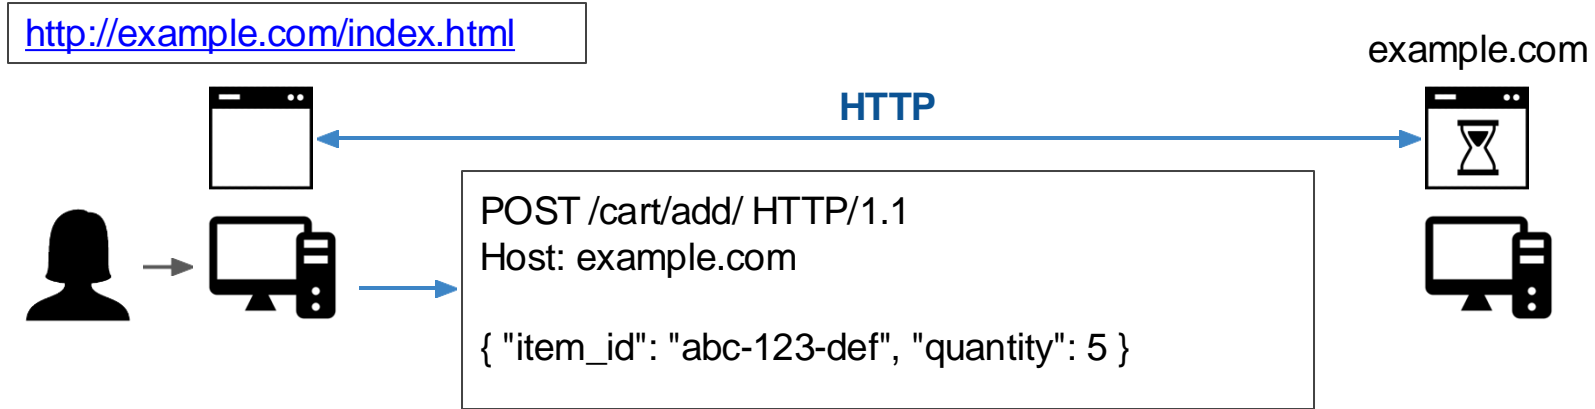 http://example.com/index.html
example.com
HTTP
POST /cart/add/ HTTP/1.1
Host: example.com
{ "item_id": "abc-123-def", "quantity": 5 }